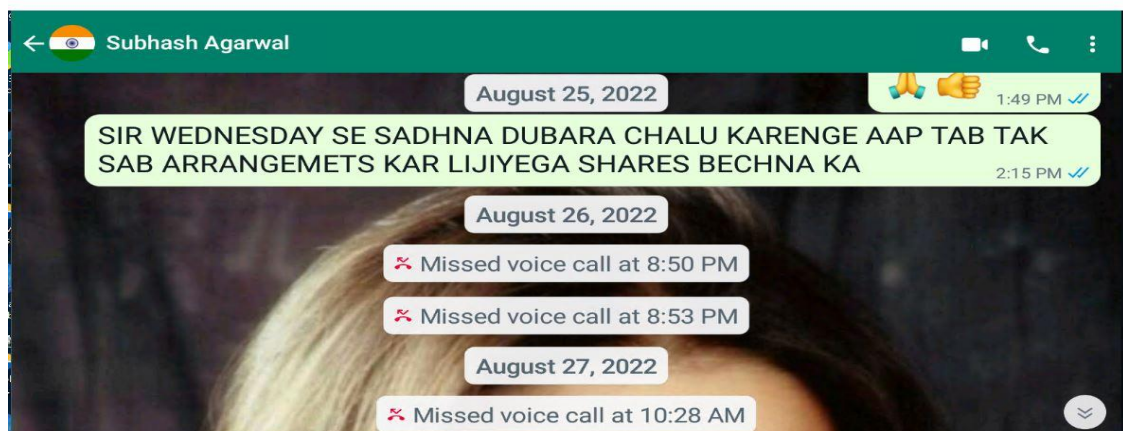 Subhash Agarwal
August 25, 2022
🙏 👍 1:49 PM
SIR WEDNESDAY SE SADHNA DUBARA CHALU KARENGE AAP TAB TAK
SAB ARRANGEMETS KAR LIJIYEGA SHARES BECHNA KA
2:15 PM
August 26, 2022
Missed voice call at 8:50 PM
Missed voice call at 8:53 PM
August 27, 2022
Missed voice call at 10:28 AM